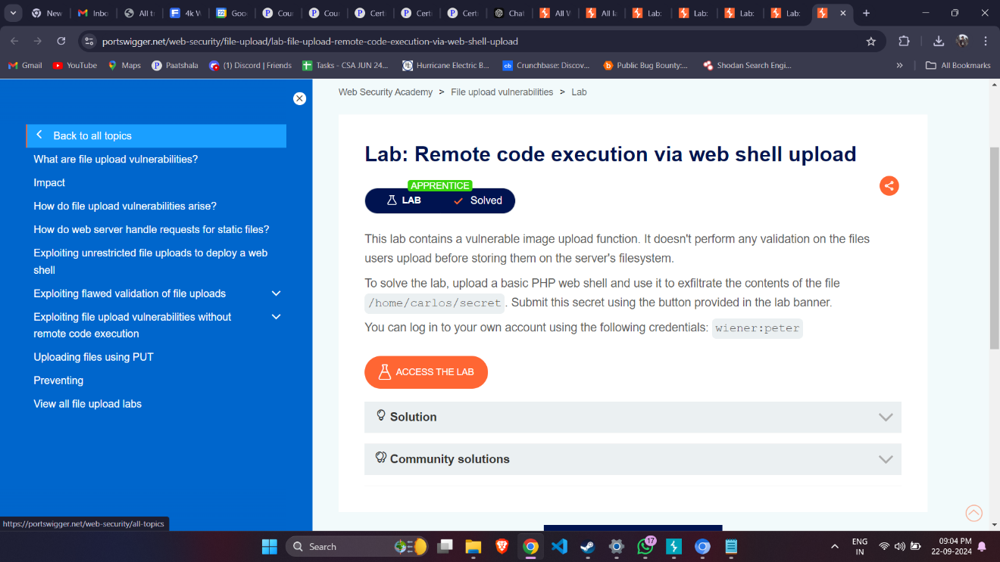 New
Inbo
All tr
4k W
Goo
Cour
Cour
Certi
Certi
Certi
Chat
All W
All la
Lab:
Lab:
Lab:
Lab:
portswigger.net/web-security/file-upload/lab-file-upload-remote-code-execution-via-web-shell-upload
Gmail
YouTube
Maps
Paatshala
(1) Discord | Friends
Tasks - CSA JUN 24...
Hurricane Electric B...
Crunchbase: Discov...
Public Bug Bounty:...
Shodan Search Engi...
All Bookmarks
Back to all topics
What are file upload vulnerabilities?
Impact
How do file upload vulnerabilities arise?
How do web server handle requests for static files?
Exploiting unrestricted file uploads to deploy a web
shell
Exploiting flawed validation of file uploads
Exploiting file upload vulnerabilities without
remote code execution
Uploading files using PUT
Preventing
View all file upload labs
https://portswigger.net/web-security/all-topics
Web Security Academy > File upload vulnerabilities > Lab
Lab: Remote code execution via web shell upload
APPRENTICE
LAB Solved
This lab contains a vulnerable image upload function. It doesn't perform any validation on the files
users upload before storing them on the server's filesystem.
To solve the lab, upload a basic PHP web shell and use it to exfiltrate the contents of the file
/home/carlos/secret. Submit this secret using the button provided in the lab banner.
You can log in to your own account using the following credentials: wiener:peter
ACCESS THE LAB
Solution
Community solutions
Search
17
ENG
IN
09:04 PM
22-09-2024